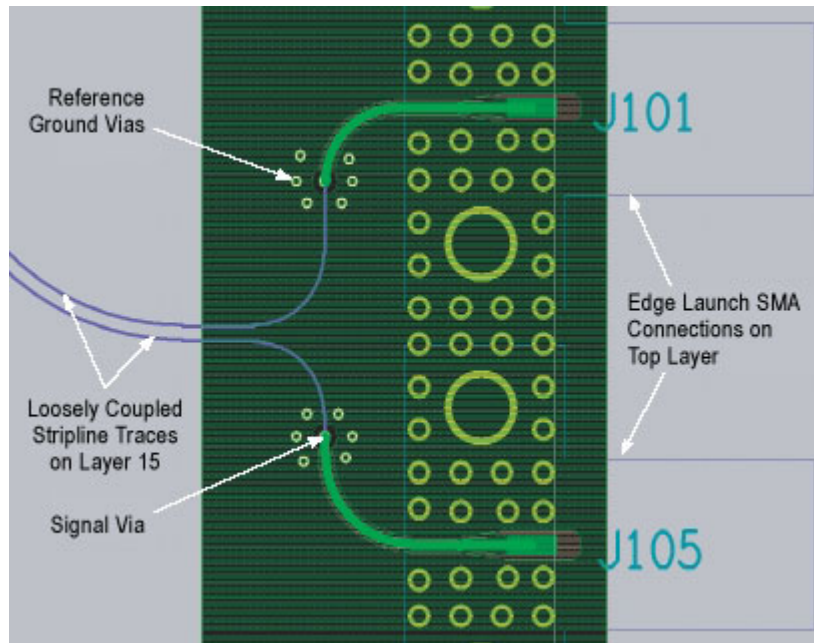 Reference
Ground Vias
J101
Edge Launch SMA
Connections on
Top Layer
Loosely Coupled
Stripline Traces
on Layer 15
Signal Via
J105